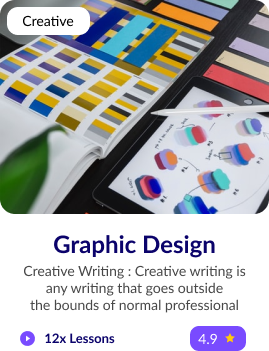 Creative
Graphic Design
Creative Writing : Creative writing is
any writing that goes outside
the bounds of normal professional
12x Lessons
4.9